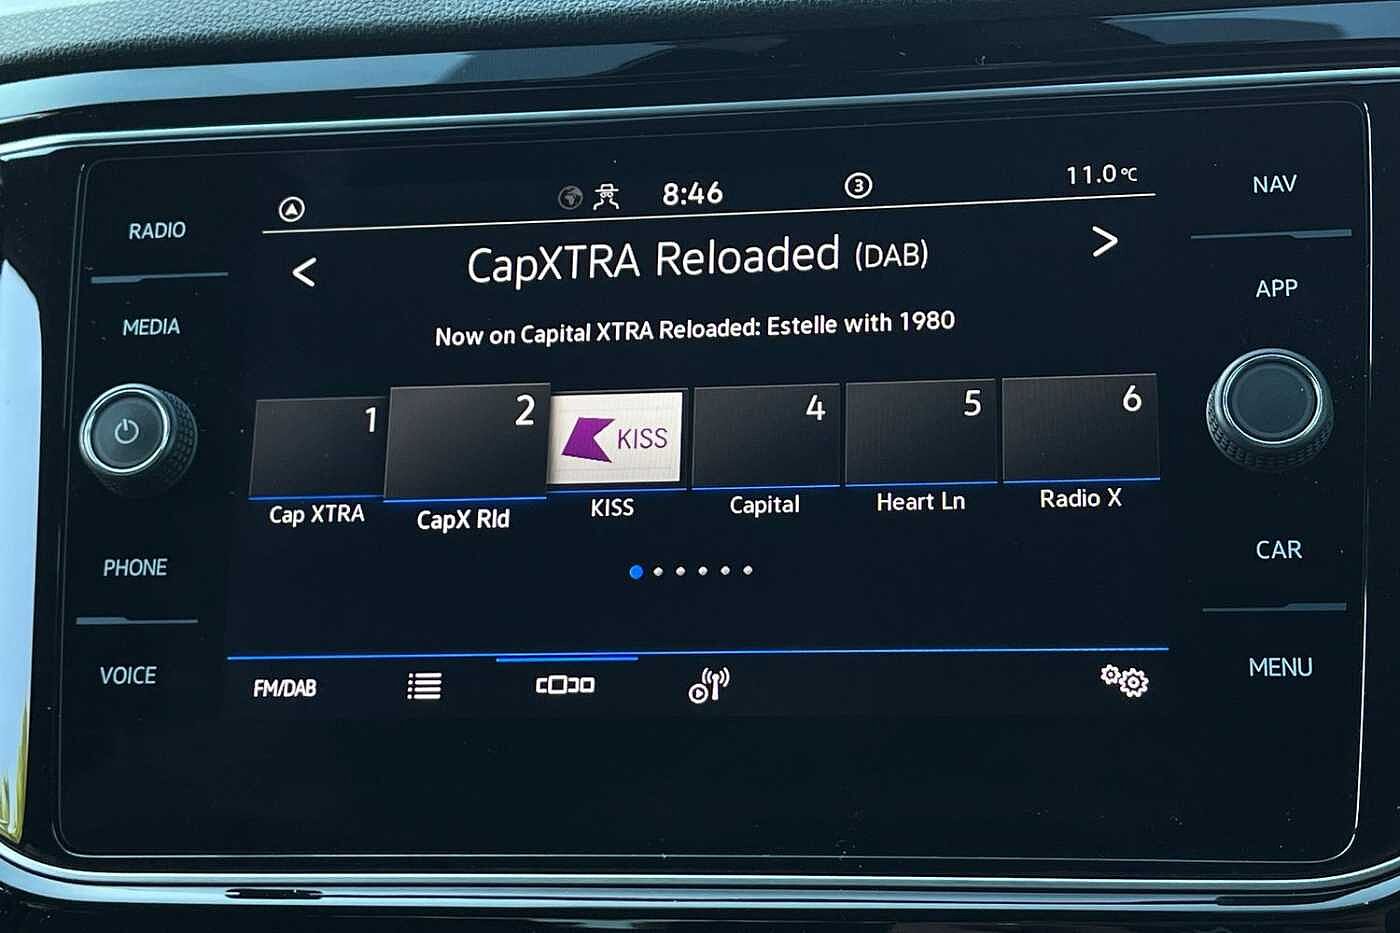 RADIO
MEDIA
PHONE
VOICE
8:46
3
11.0°C
CapXTRA Reloaded (DAB)
Now on Capital XTRA Reloaded: Estelle with 1980
1
2
KISS
4
5
6
Cap XTRA
CapX Rld
KISS
Capital
Heart Ln
Radio X
FM/DAB
NAV
APP
CAR
MENU